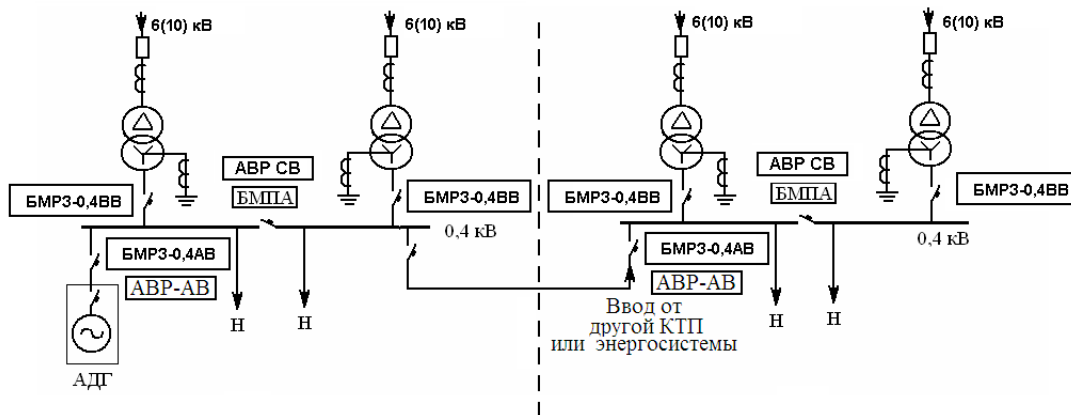 6(10) кВ
6(10) кВ
6(10) кВ
6(10) кВ
АВР СВ
БМПА
БМРЗ-0,4ВВ
БМРЗ-0,4ВВ
0,4 кВ
БМРЗ-0,4АВ
АВР-АВ
Н
Н
АДГ
АВР СВ
БМПА
БМРЗ-0,4ВВ
БМРЗ-0,4ВВ
0,4 кВ
БМРЗ-0,4АВ
АВР-АВ
Ввод от
другой КТП
или энергосистемы
Н
Н